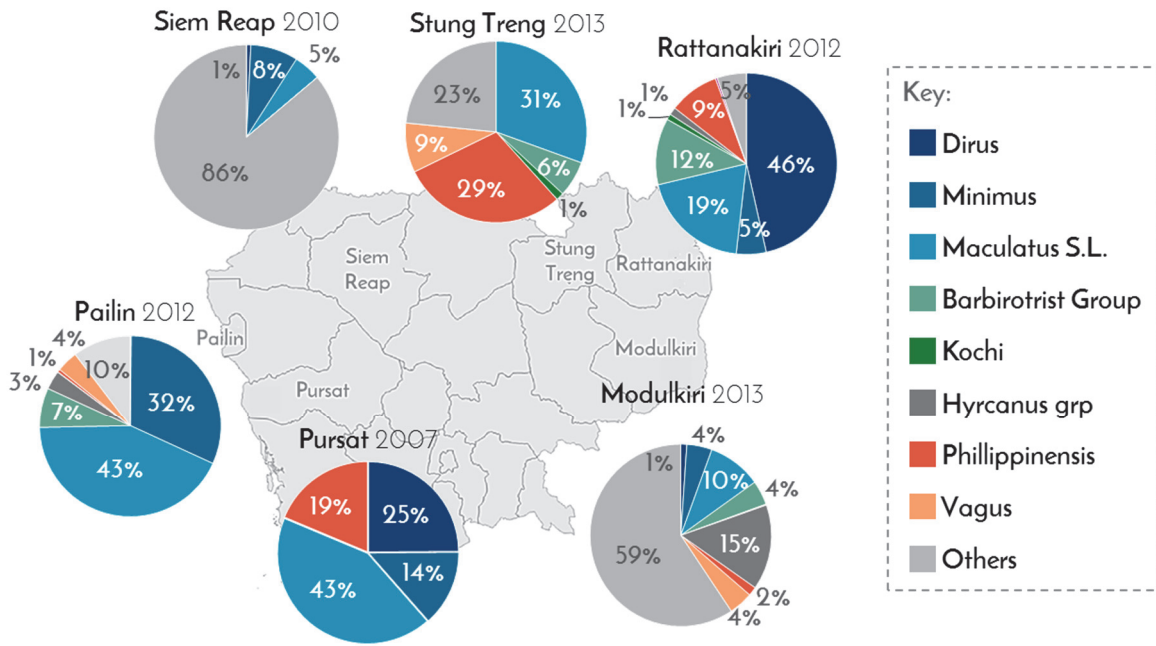 Siem Reap 2010
1%
8%
5%
86%
Stung Treng 2013
31%
6%
1%
29%
9%
23%
Rattanakiri 2012
46%
5%
19%
12%
1%
1%
9%
5%
Siem
Reap
Stung
Treng
Rattanakiri
Pailin
Modulkiri
Pursat
Pailin 2012
32%
43%
7%
3%
1%
4%
10%
Pursat 2007
25%
14%
43%
19%
Modulkiri 2013
1%
4%
10%
4%
15%
2%
4%
59%
Key:
Dirus
Minimus
Maculatus S.L.
Barbirotrist Group
Kochi
Hyrcanus grp
Phillippinensis
Vagus
Others